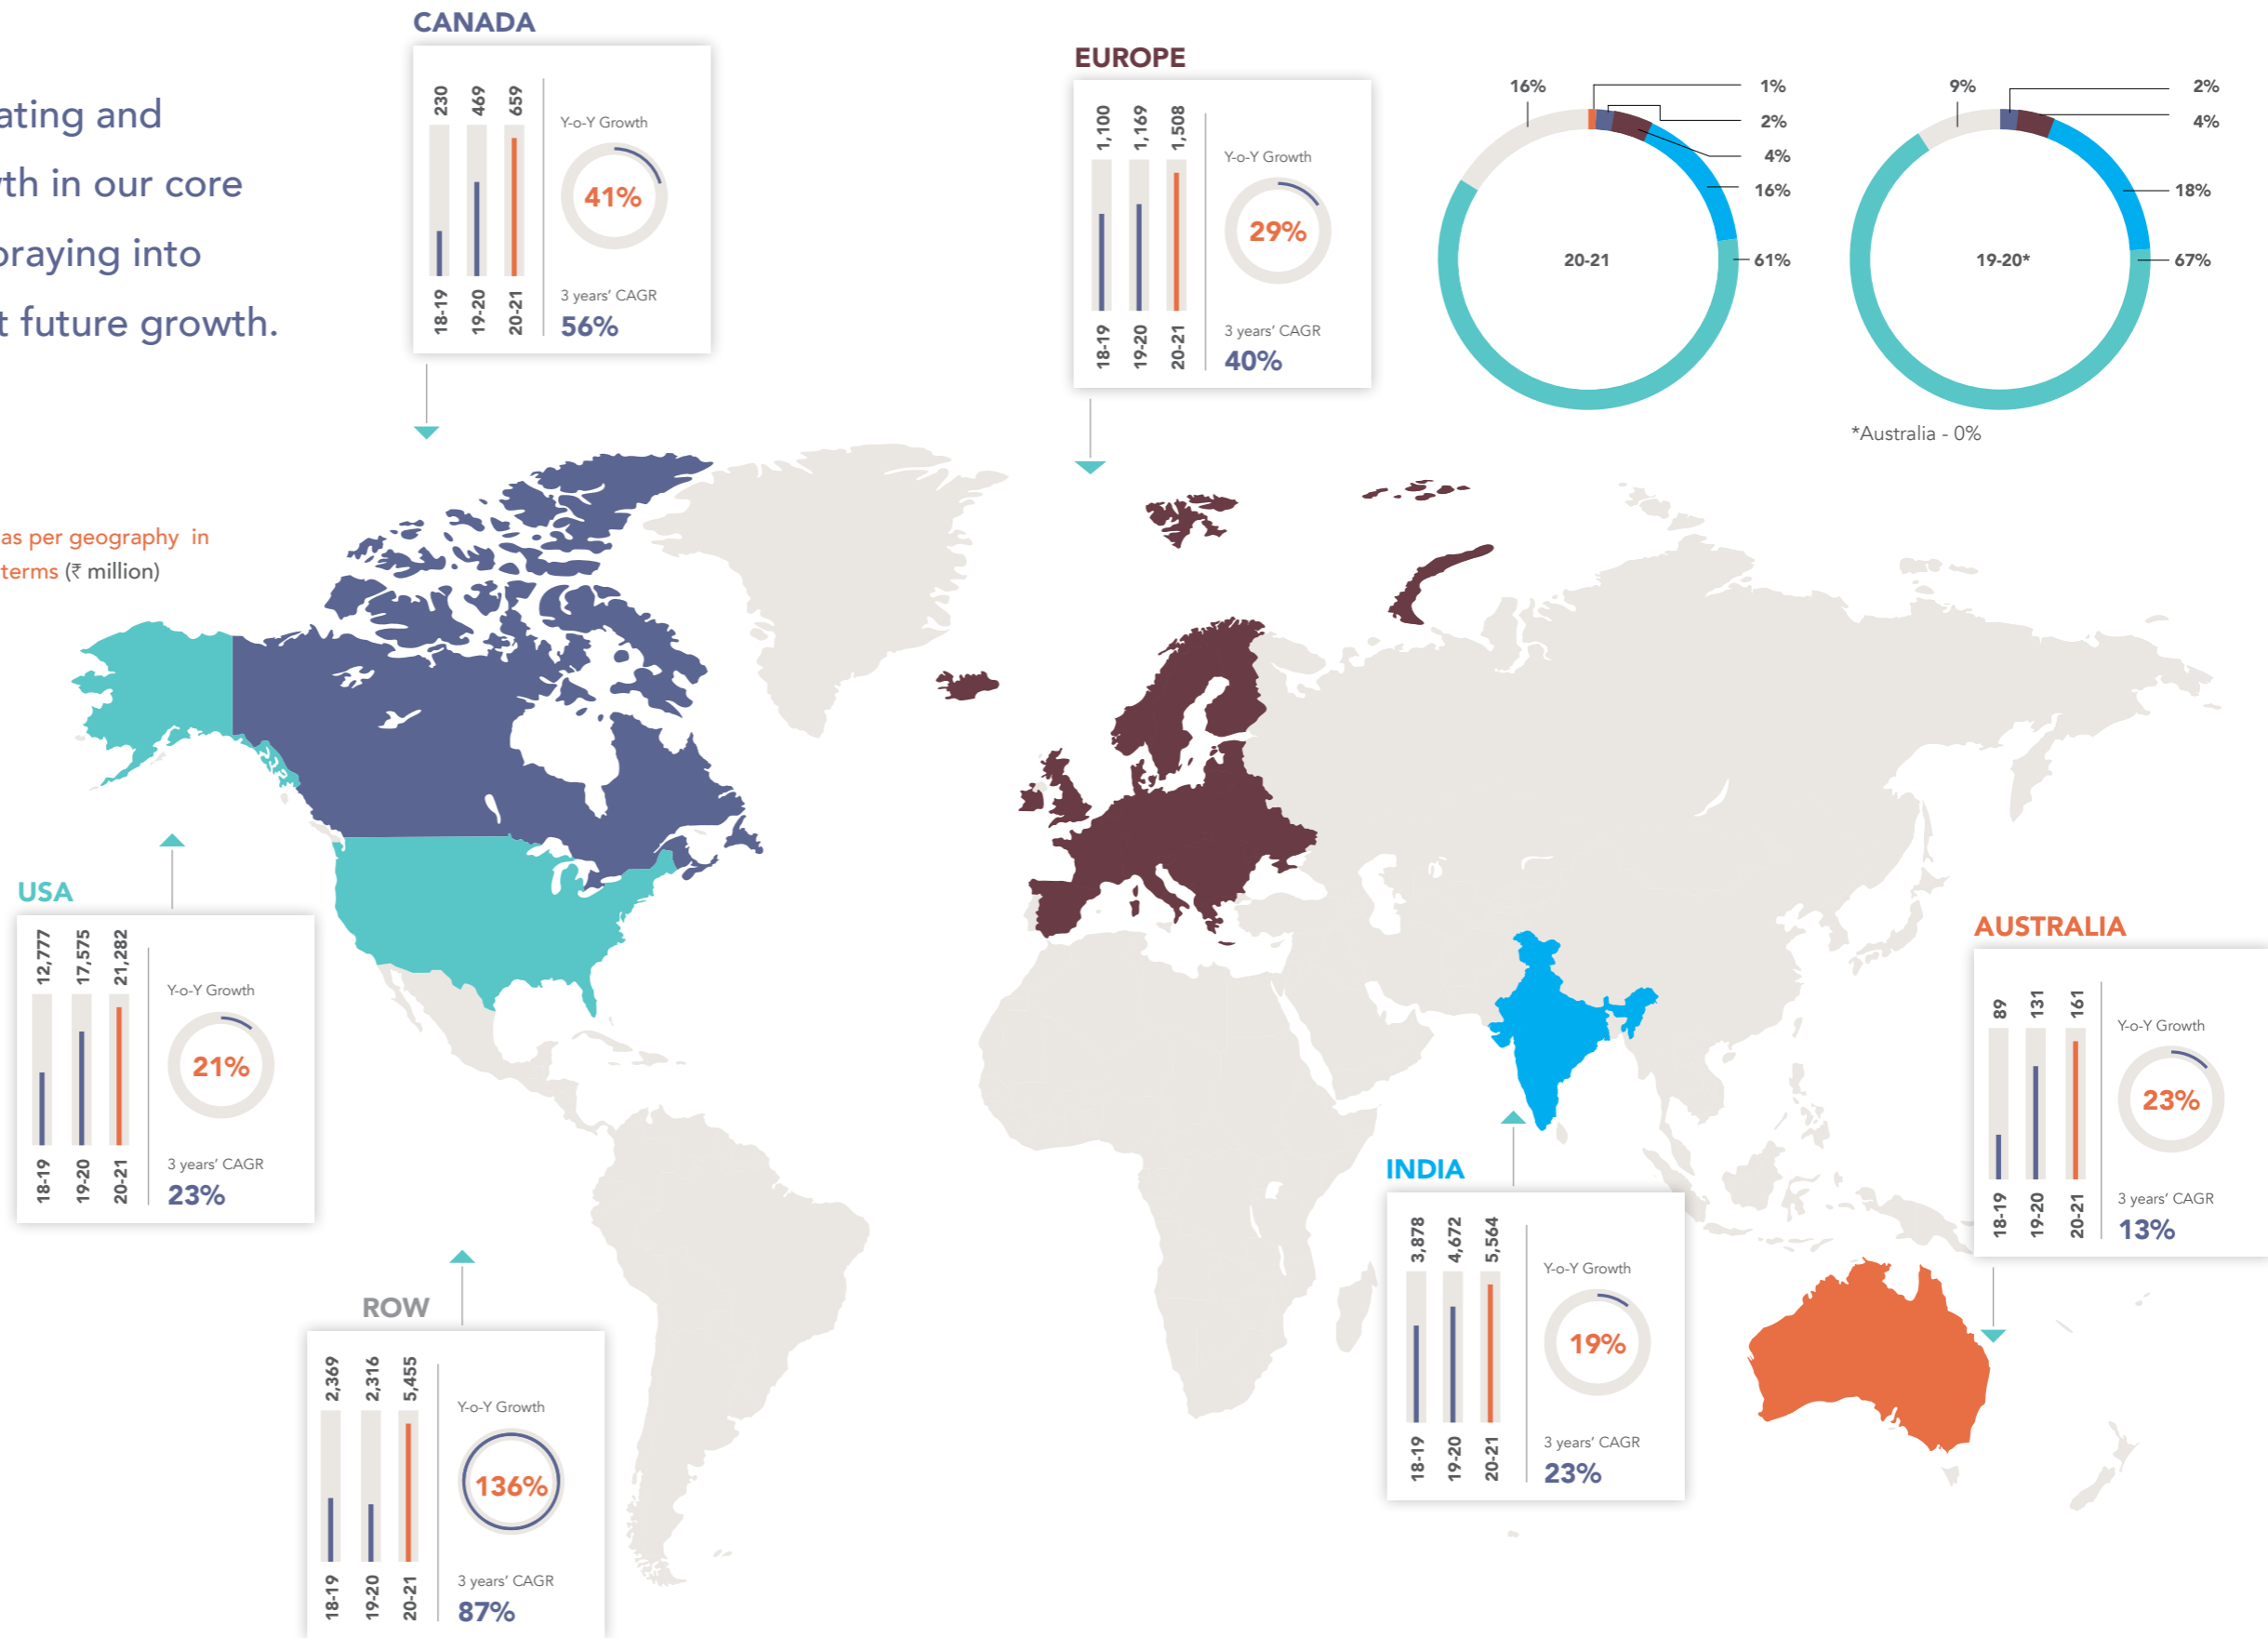 ating and
th in our core
oraying into
t future growth.
as per geography in
terms (₹ million)
CANADA
230
469
659
18-19
19-20
20-21
Y-o-Y Growth
41%
3 years' CAGR
56%
EUROPE
1,100
1,169
1,508
18-19
19-20
20-21
Y-o-Y Growth
29%
3 years' CAGR
40%
16%
1%
2%
4%
16%
61%
20-21
9%
2%
4%
18%
67%
19-20*
*Australia - 0%
USA
12,777
17,575
21,282
18-19
19-20
20-21
Y-o-Y Growth
21%
3 years' CAGR
23%
AUSTRALIA
89
131
161
18-19
19-20
20-21
Y-o-Y Growth
23%
3 years' CAGR
13%
INDIA
3,878
4,672
5,564
18-19
19-20
20-21
Y-o-Y Growth
19%
3 years' CAGR
23%
ROW
2,369
2,316
5,455
18-19
19-20
20-21
Y-o-Y Growth
136%
3 years' CAGR
87%